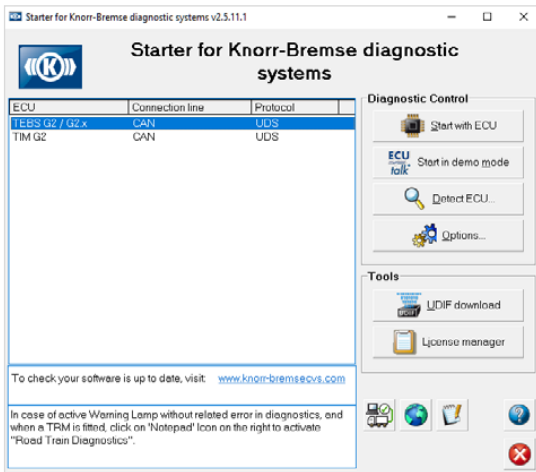 Starter for Knorr-Bremse diagnostic systems v2.5.11.1
Starter for Knorr-Bremse diagnostic
systems
((K))
ECU Connection line Protocol
TEBS G2 / G2.x CAN UDS
TIM G2 CAN UDS
Diagnostic Control
Start with ECU
ECU
talk
Start in demo mode
Detect ECU...
Options...
Tools
UDIF
UDIF download
License manager
To check your software is up to date, visit: www.knorr-bremsecvs.com
In case of active Warning Lamp without related error in diagnostics, and
when a TRM is fitted, click on 'Notepad' Icon on the right to activate
"Road Train Diagnostics".